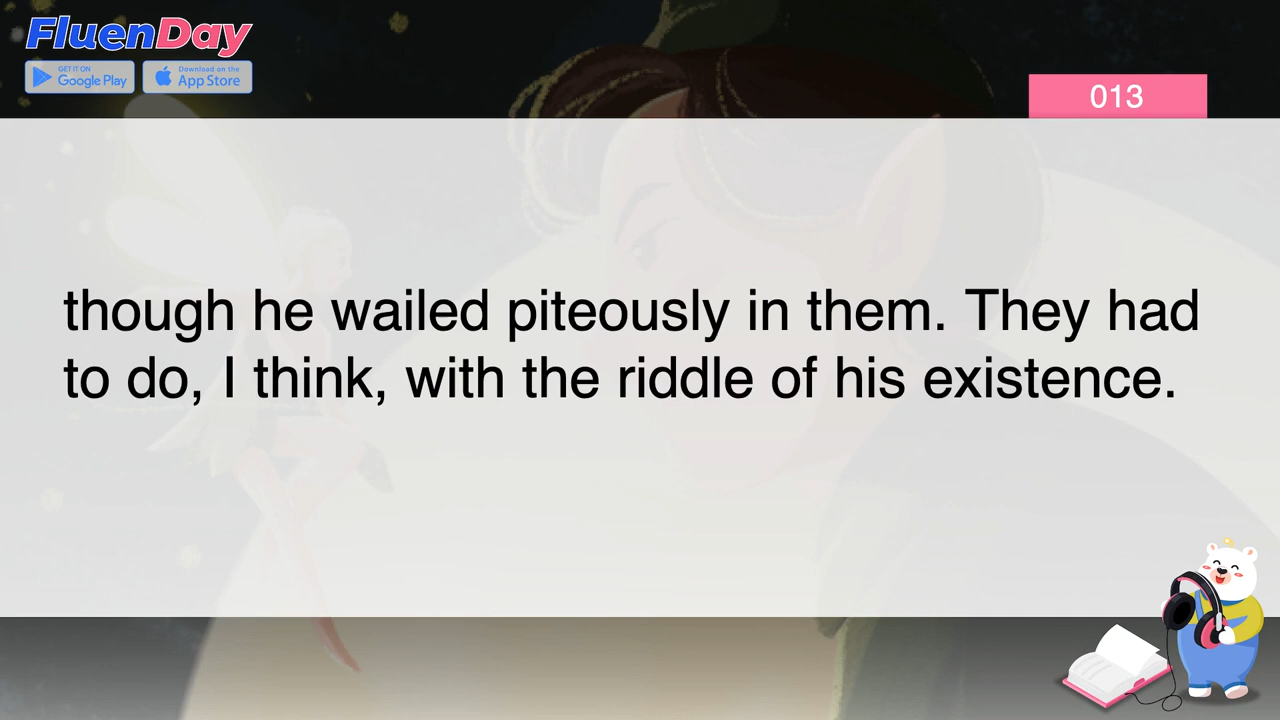 FluenDay
GET IT ON
Google Play
Download on the
App Store
013
though he wailed piteously in them. They had
to do, I think, with the riddle of his existence.